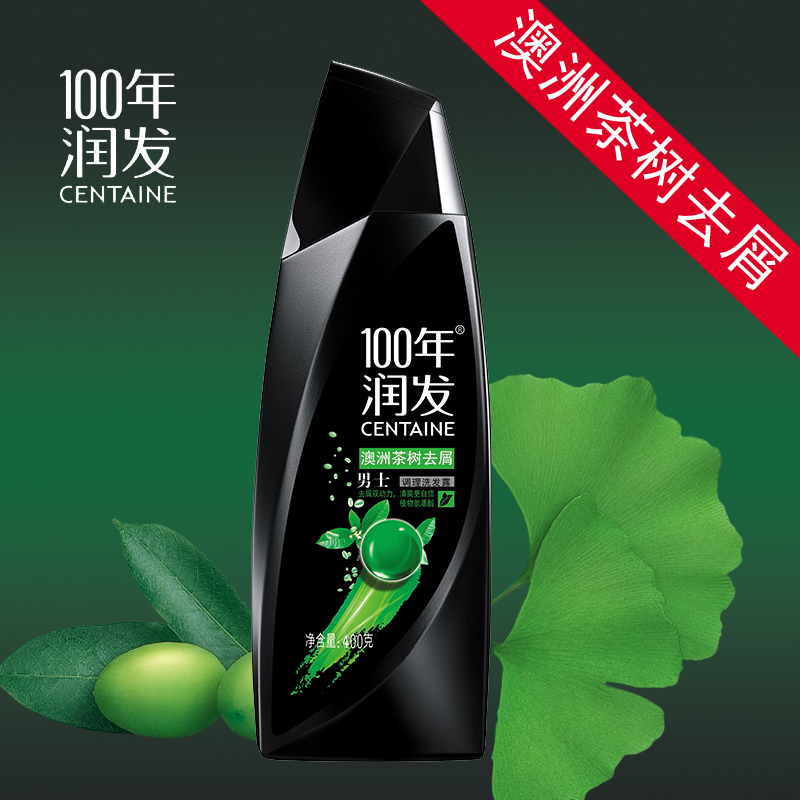 100年
润发
CENTAINE
澳洲茶树去屑
100年®
润发
CENTAINE
澳洲茶树去屑
男士 调理洗发露
去屑双动力，清爽更自信
植物氨基酸
净含量:400克